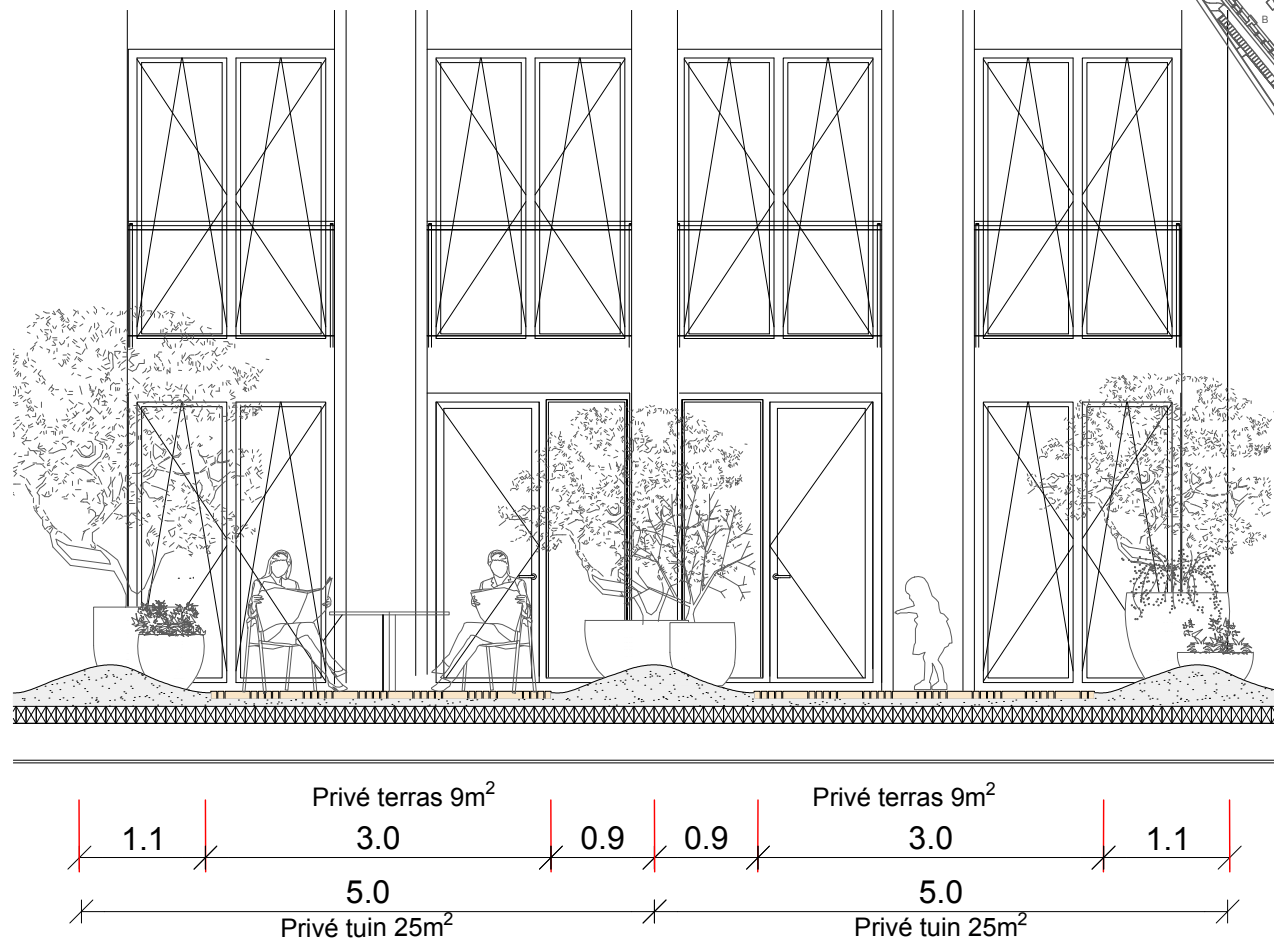 B
Privé terras 9m² Privé terras 9m²
1.1 3.0 0.9 0.9 3.0 1.1
5.0 5.0
Privé tuin 25m² Privé tuin 25m²